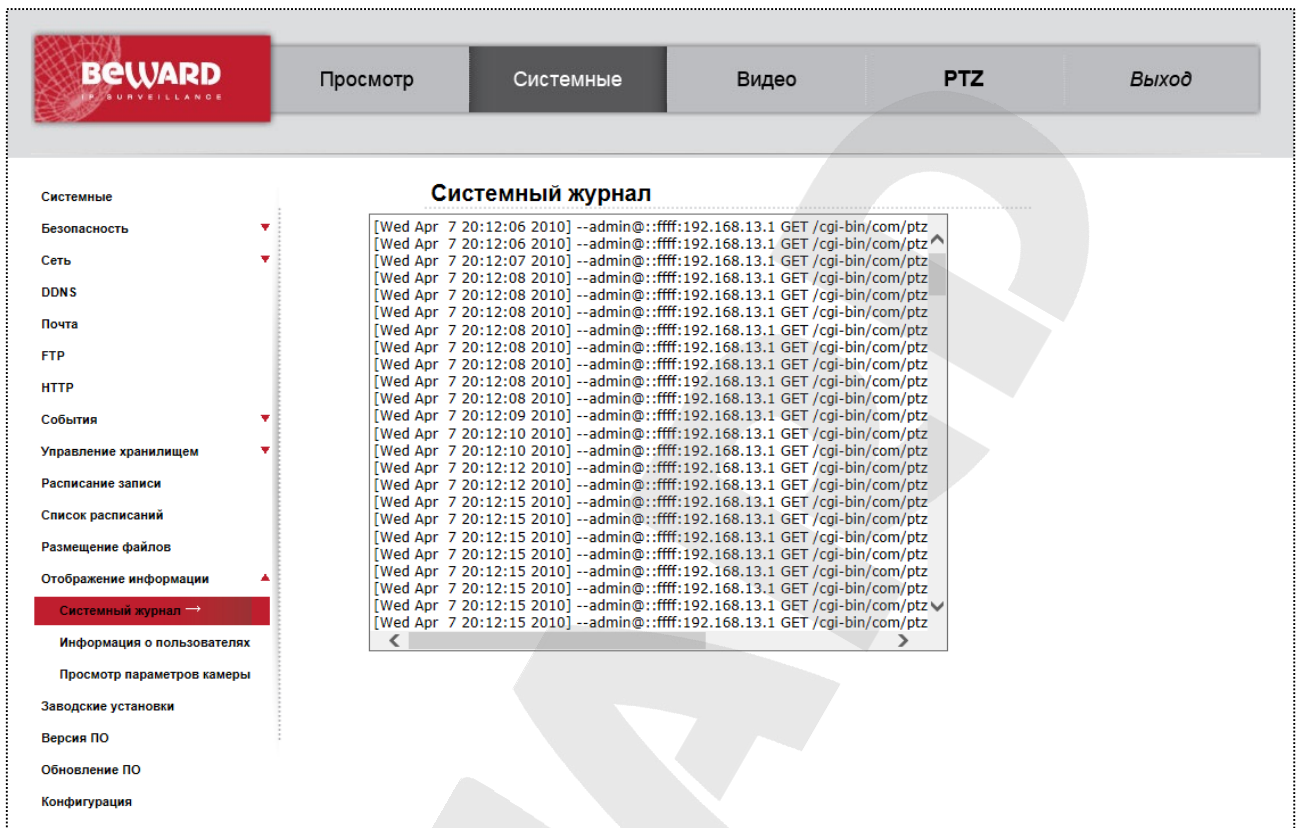 BEWARD
IP SURVEILLANCE
Просмотр
Системные
Видео
PTZ
Выход
Системные
Безопасность
Сеть
DDNS
Почта
FTP
HTTP
События
Управление хранилищем
Расписание записи
Список расписаний
Размещение файлов
Отображение информации
Системный журнал →
Информация о пользователях
Просмотр параметров камеры
Заводские установки
Версия ПО
Обновление ПО
Конфигурация
Системный журнал
[Wed Apr 7 20:12:06 2010] --admin@::ffff:192.168.13.1 GET /cgi-bin/com/ptz
[Wed Apr 7 20:12:06 2010] --admin@::ffff:192.168.13.1 GET /cgi-bin/com/ptz
[Wed Apr 7 20:12:07 2010] --admin@::ffff:192.168.13.1 GET /cgi-bin/com/ptz
[Wed Apr 7 20:12:08 2010] --admin@::ffff:192.168.13.1 GET /cgi-bin/com/ptz
[Wed Apr 7 20:12:08 2010] --admin@::ffff:192.168.13.1 GET /cgi-bin/com/ptz
[Wed Apr 7 20:12:08 2010] --admin@::ffff:192.168.13.1 GET /cgi-bin/com/ptz
[Wed Apr 7 20:12:08 2010] --admin@::ffff:192.168.13.1 GET /cgi-bin/com/ptz
[Wed Apr 7 20:12:08 2010] --admin@::ffff:192.168.13.1 GET /cgi-bin/com/ptz
[Wed Apr 7 20:12:08 2010] --admin@::ffff:192.168.13.1 GET /cgi-bin/com/ptz
[Wed Apr 7 20:12:08 2010] --admin@::ffff:192.168.13.1 GET /cgi-bin/com/ptz
[Wed Apr 7 20:12:08 2010] --admin@::ffff:192.168.13.1 GET /cgi-bin/com/ptz
[Wed Apr 7 20:12:09 2010] --admin@::ffff:192.168.13.1 GET /cgi-bin/com/ptz
[Wed Apr 7 20:12:10 2010] --admin@::ffff:192.168.13.1 GET /cgi-bin/com/ptz
[Wed Apr 7 20:12:10 2010] --admin@::ffff:192.168.13.1 GET /cgi-bin/com/ptz
[Wed Apr 7 20:12:12 2010] --admin@::ffff:192.168.13.1 GET /cgi-bin/com/ptz
[Wed Apr 7 20:12:12 2010] --admin@::ffff:192.168.13.1 GET /cgi-bin/com/ptz
[Wed Apr 7 20:12:15 2010] --admin@::ffff:192.168.13.1 GET /cgi-bin/com/ptz
[Wed Apr 7 20:12:15 2010] --admin@::ffff:192.168.13.1 GET /cgi-bin/com/ptz
[Wed Apr 7 20:12:15 2010] --admin@::ffff:192.168.13.1 GET /cgi-bin/com/ptz
[Wed Apr 7 20:12:15 2010] --admin@::ffff:192.168.13.1 GET /cgi-bin/com/ptz
[Wed Apr 7 20:12:15 2010] --admin@::ffff:192.168.13.1 GET /cgi-bin/com/ptz
[Wed Apr 7 20:12:15 2010] --admin@::ffff:192.168.13.1 GET /cgi-bin/com/ptz
[Wed Apr 7 20:12:15 2010] --admin@::ffff:192.168.13.1 GET /cgi-bin/com/ptz
[Wed Apr 7 20:12:15 2010] --admin@::ffff:192.168.13.1 GET /cgi-bin/com/ptz